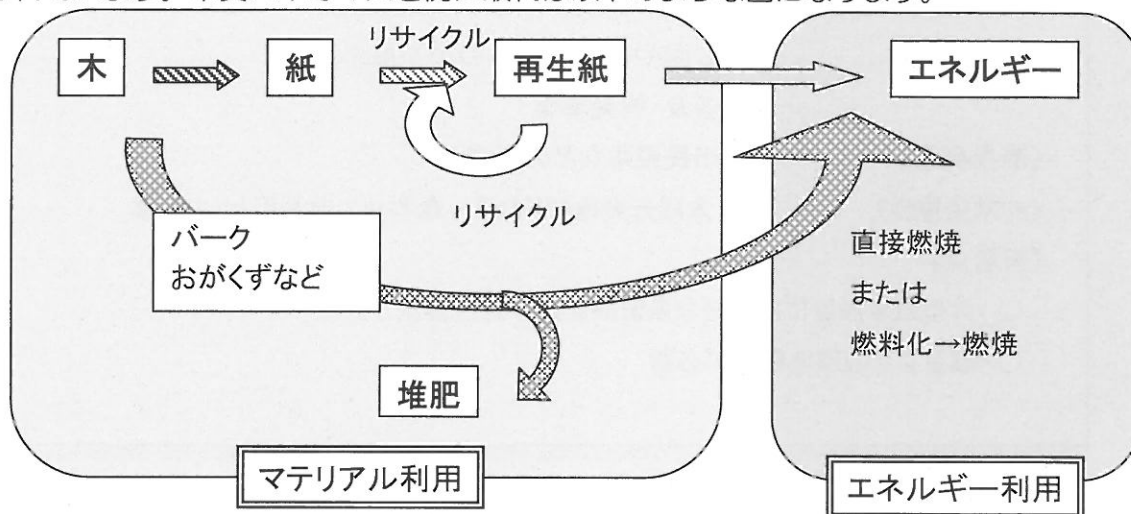 リサイクル
木
紙
再生紙
エネルギー
リサイクル
バーク
おがくずなど
直接燃焼
または
燃料化→燃焼
堆肥
マテリアル利用
エネルギー利用